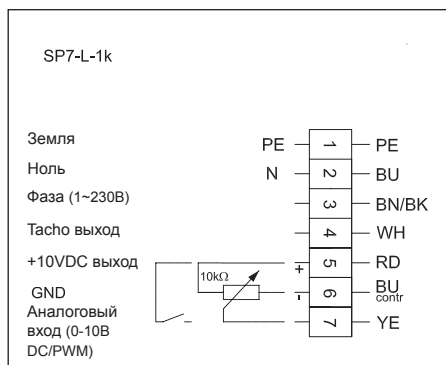 SP7-L-1k
Земля PE 1 PE
Ноль N 2 BU
Фаза (1~230В) 3 BN/BK
Tacho выход 4 WH
+10VDC выход + 5 RD
10kΩ
GND - 6 BU contr
Аналоговый вход (0-10В DC/PWM) 7 YE